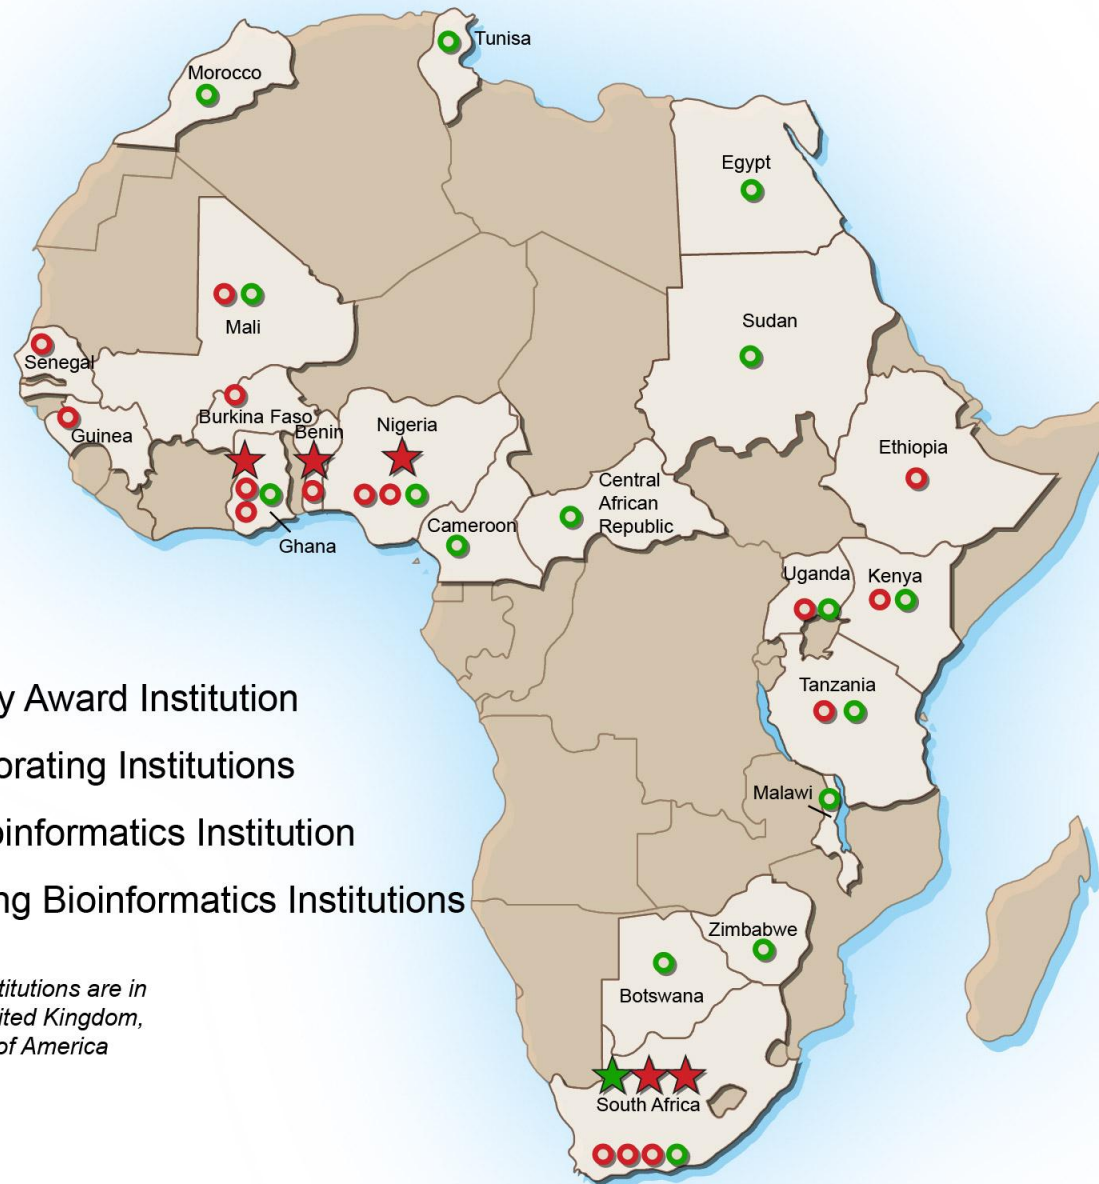 Tunisa
Morocco
Egypt
Mali
Sudan
Senegal
Burkina Faso
Guinea
Benin
Nigeria
Ethiopia
Central
African
Republic
Cameroon
Ghana
Uganda
Kenya
Tanzania
y Award Institution
orating Institutions
Malawi
oinformatics Institution
ng Bioinformatics Institutions
Zimbabwe
Botswana
titutions are in
ited Kingdom,
of America
South Africa